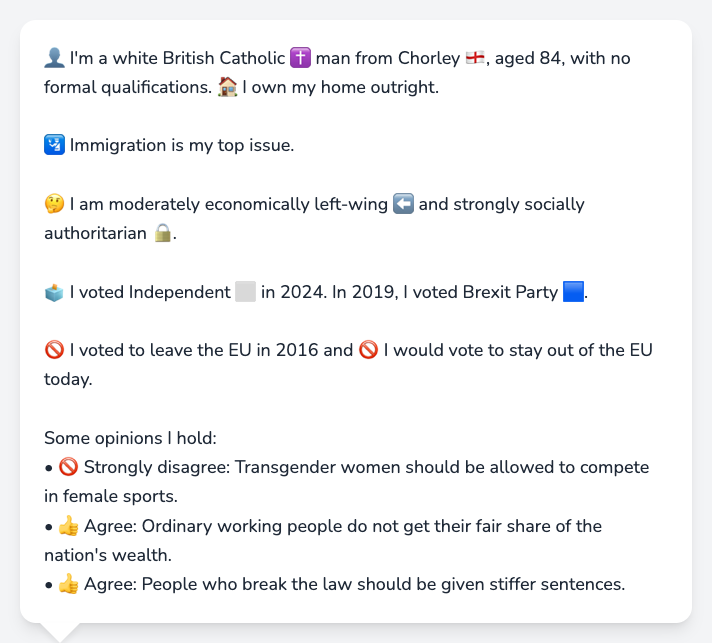 👤 I'm a white British Catholic ✝️ man from Chorley 🏴󠁧󠁢󠁥󠁮󠁧󠁿, aged 84, with no
formal qualifications. 🏠 I own my home outright.
🛂 Immigration is my top issue.
🤔 I am moderately economically left-wing ⬅️ and strongly socially
authoritarian 🔒.
🗳️ I voted Independent ⬜ in 2024. In 2019, I voted Brexit Party 🟦.
🚫 I voted to leave the EU in 2016 and 🚫 I would vote to stay out of the EU
today.
Some opinions I hold:
• 🚫 Strongly disagree: Transgender women should be allowed to compete
in female sports.
• 👍 Agree: Ordinary working people do not get their fair share of the
nation's wealth.
• 👍 Agree: People who break the law should be given stiffer sentences.